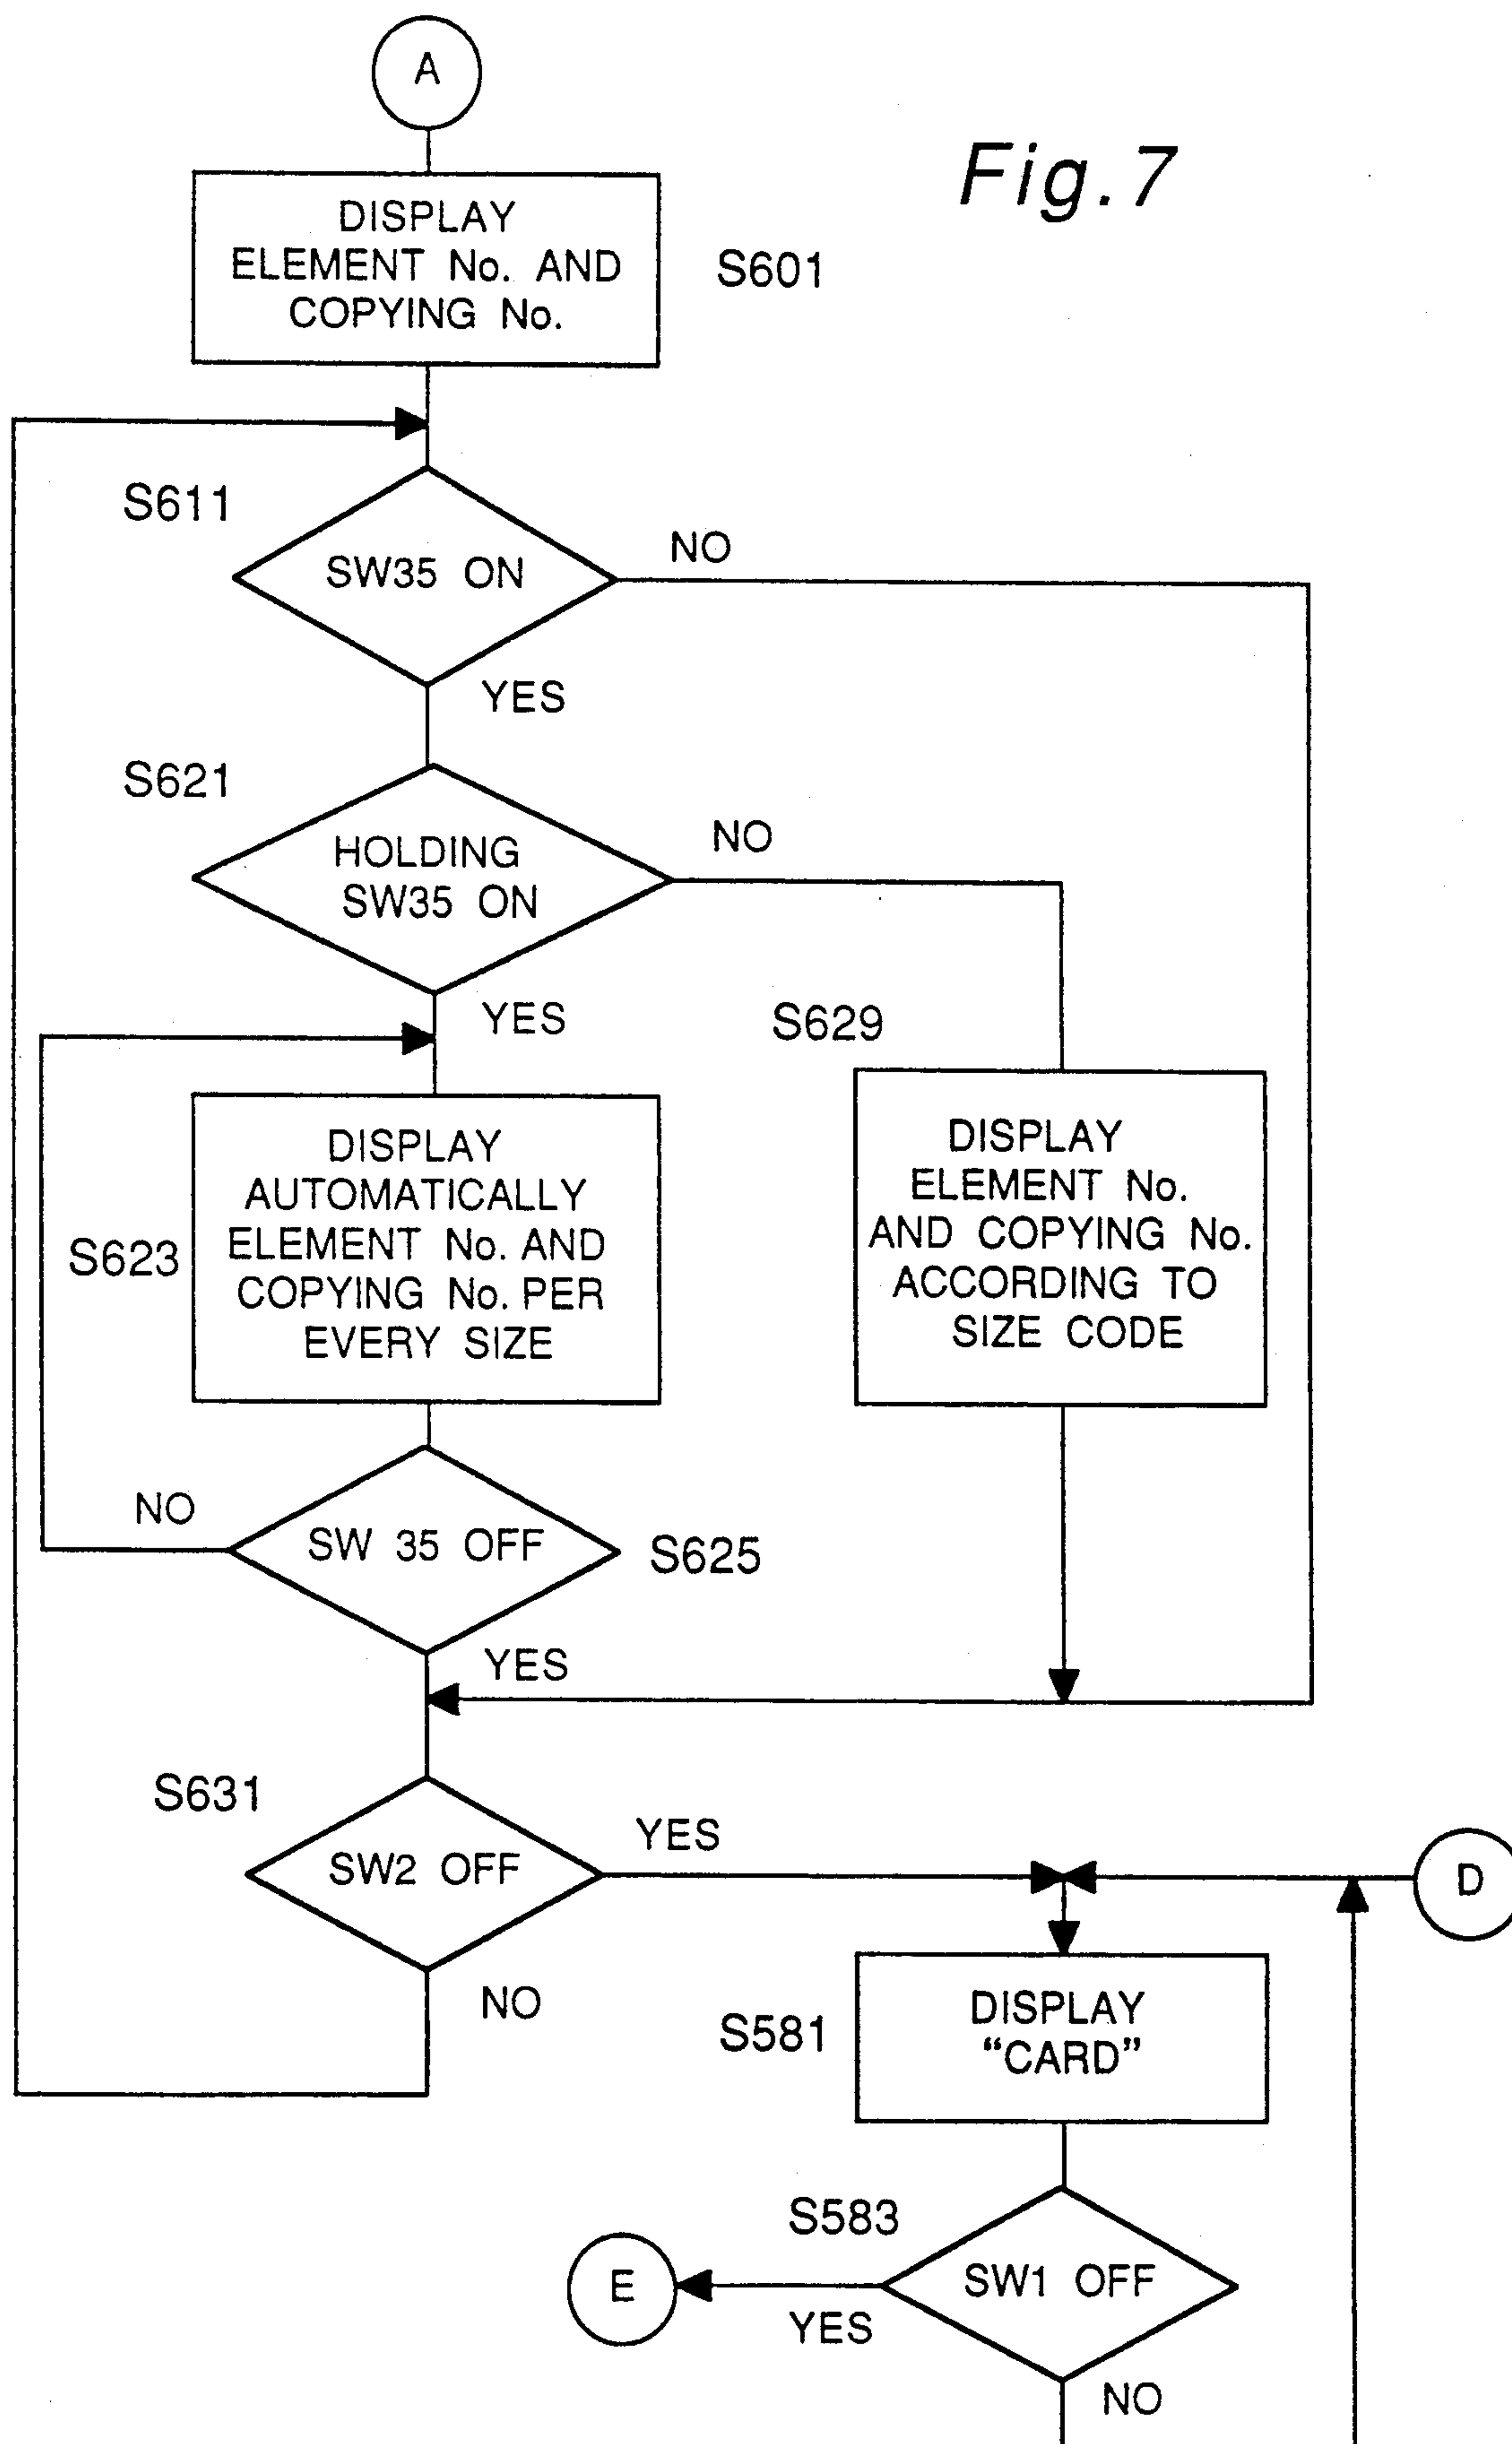 A
Fig.7
DISPLAY
ELEMENT No. AND
COPYING No.
S601
S611
SW35 ON
NO
YES
S621
HOLDING
SW35 ON
NO
YES
S629
S623
DISPLAY
AUTOMATICALLY
ELEMENT No. AND
COPYING No. PER
EVERY SIZE
DISPLAY
ELEMENT No.
AND COPYING No.
ACCORDING TO
SIZE CODE
NO
SW 35 OFF
S625
YES
S631
SW2 OFF
YES
D
NO
S581
DISPLAY
“CARD”
S583
E
SW1 OFF
YES
NO